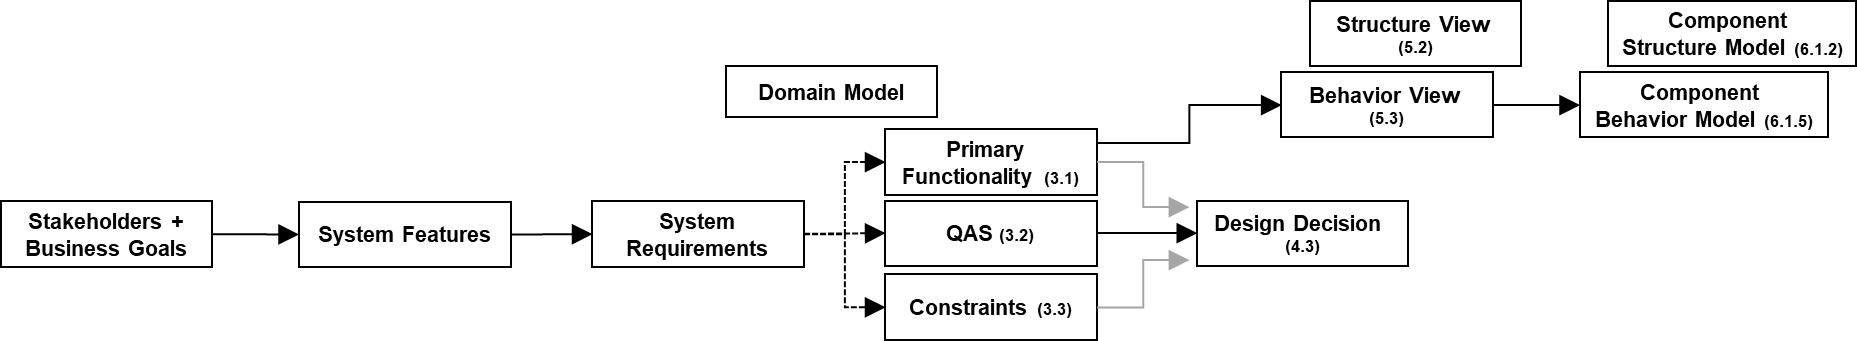 Structure View
(5.2)
Component
Structure Model (6.1.2)
Domain Model
Behavior View
(5.3)
Component
Behavior Model (6.1.5)
Primary
Functionality (3.1)
Stakeholders +
Business Goals
System Features
System
Requirements
QAS (3.2)
Design Decision
(4.3)
Constraints (3.3)